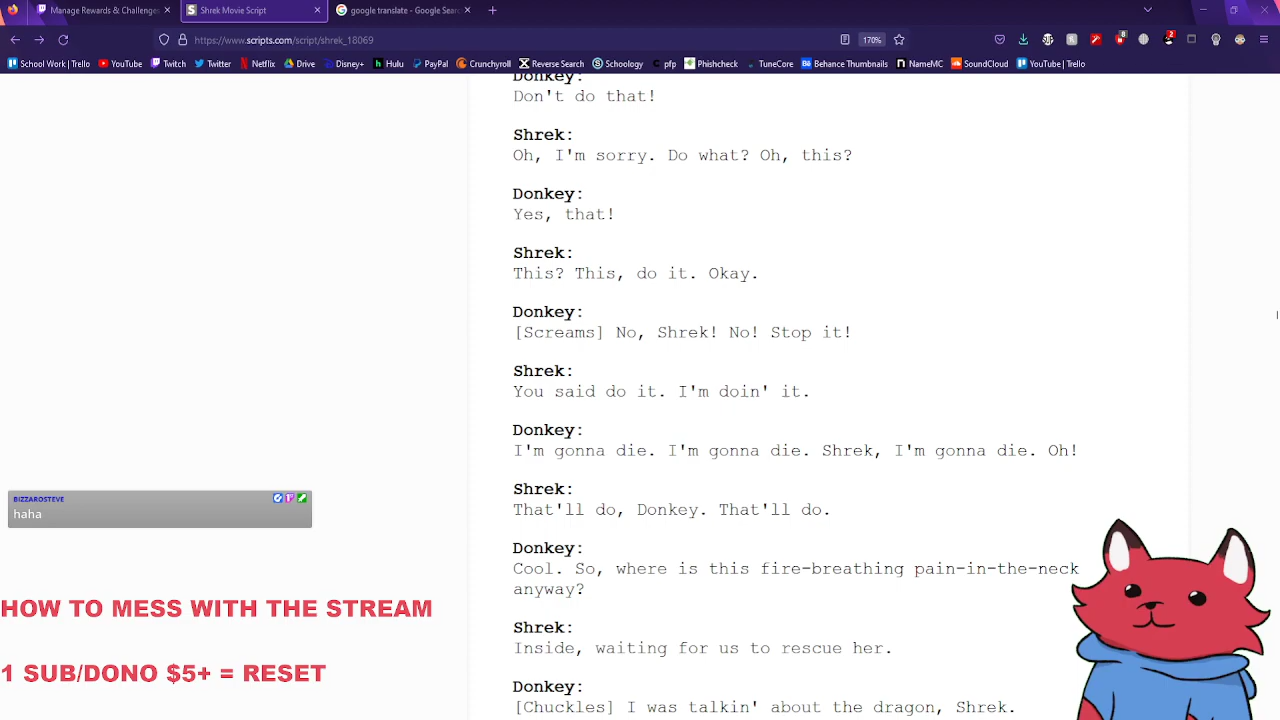 Manage Rewards & Challenges
Shrek Movie Script
google translate - Google Sear
https://www.scripts.com/script/shrek_18069
170%
8
2
School Work | Trello
YouTube
Twitch
Twitter
Netflix
Drive
Disney+
Hulu
PayPal
Crunchyroll
Reverse Search
Schoology
pfp
Phishcheck
TuneCore
Behance Thumbnails
NameMC
SoundCloud
YouTube | Trello
Donkey:
Don't do that!
Shrek:
Oh, I'm sorry. Do what? Oh, this?
Donkey:
Yes, that!
Shrek:
This? This, do it. Okay.
Donkey:
[Screams] No, Shrek! No! Stop it!
Shrek:
You said do it. I'm doin' it.
Donkey:
I'm gonna die. I'm gonna die. Shrek, I'm gonna die. Oh!
Shrek:
That'll do, Donkey. That'll do.
Donkey:
Cool. So, where is this fire-breathing pain-in-the-neck
anyway?
Shrek:
Inside, waiting for us to rescue her.
Donkey:
[Chuckles] I was talkin' about the dragon, Shrek.
BIZZAROSTEVE
haha
HOW TO MESS WITH THE STREAM
1 SUB/DONO $5+ = RESET